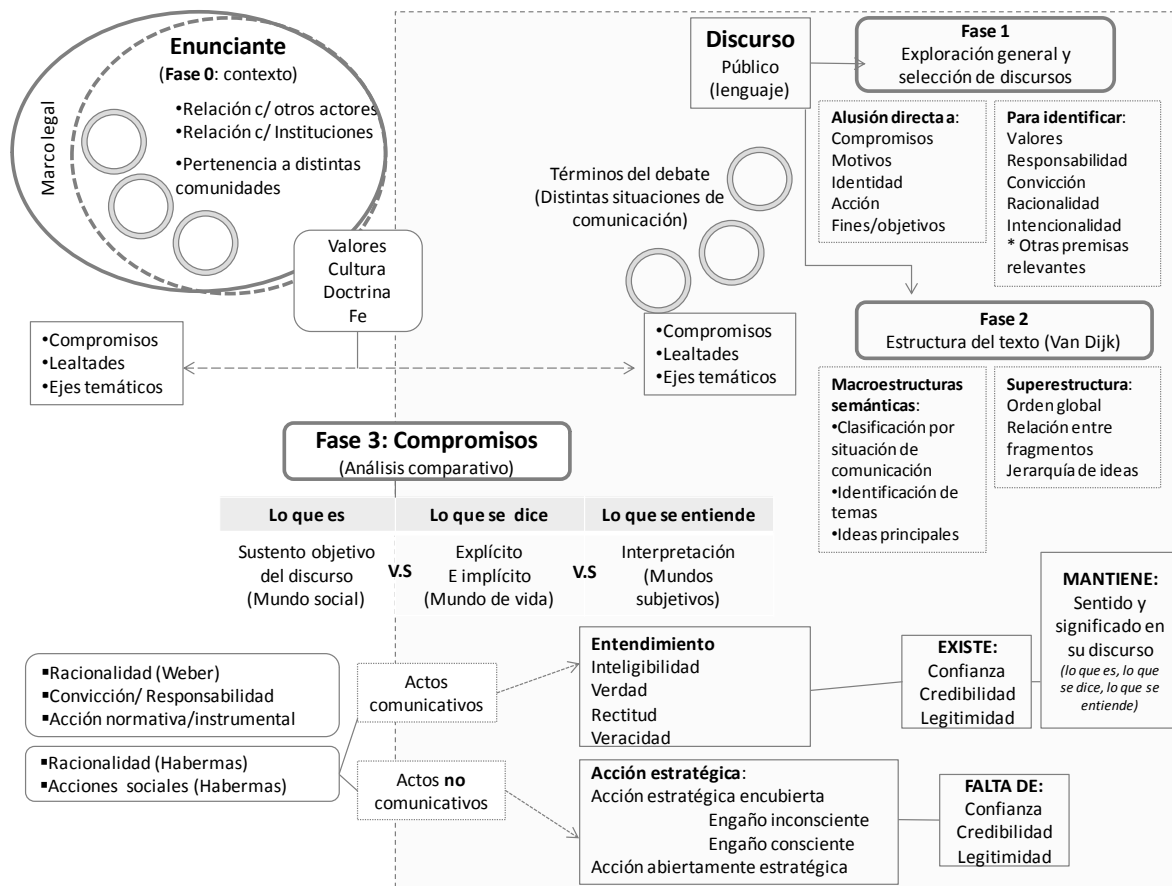 Enunciante
(Fase 0: contexto)
•Relación c/ otros actores
•Relación c/ Instituciones
•Pertenencia a distintas
comunidades
Marco legal
Valores
Cultura
Doctrina
Fe
•Compromisos
•Lealtades
•Ejes temáticos
Discurso
Público
(lenguaje)
Términos del debate
(Distintas situaciones de
comunicación)
•Compromisos
•Lealtades
•Ejes temáticos
Fase 1
Exploración general y
selección de discursos
Alusión directa a:
Compromisos
Motivos
Identidad
Acción
Fines/objetivos
Para identificar:
Valores
Responsabilidad
Convicción
Racionalidad
Intencionalidad
* Otras premisas
relevantes
Fase 2
Estructura del texto (Van Dijk)
Macroestructuras
semánticas:
•Clasificación por
situación de
comunicación
•Identificación de
temas
•Ideas principales
Superestructura:
Orden global
Relación entre
fragmentos
Jerarquía de ideas
Fase 3: Compromisos
(Análisis comparativo)
Lo que es
Lo que se dice
Lo que se entiende
Sustento objetivo
del discurso
(Mundo social)
V.S
Explícito
E implícito
(Mundo de vida)
V.S
Interpretación
(Mundos
subjetivos)
▪Racionalidad (Weber)
▪Convicción/ Responsabilidad
▪Acción normativa/instrumental
▪Racionalidad (Habermas)
▪Acciones sociales (Habermas)
Actos
comunicativos
Actos no
comunicativos
Entendimiento
Inteligibilidad
Verdad
Rectitud
Veracidad
EXISTE:
Confianza
Credibilidad
Legitimidad
MANTIENE:
Sentido y
significado en
su discurso
(lo que es, lo que
se dice, lo que se
entiende)
Acción estratégica:
Acción estratégica encubierta
Engaño inconsciente
Engaño consciente
Acción abiertamente estratégica
FALTA DE:
Confianza
Credibilidad
Legitimidad